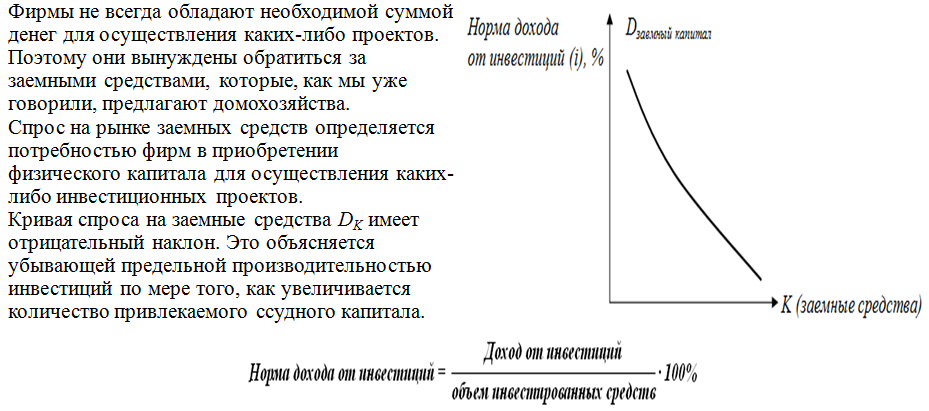 Фирмы не всегда обладают необходимой суммой
денег для осуществления каких-либо проектов.
Поэтому они вынуждены обратиться за
заемными средствами, которые, как мы уже
говорили, предлагают домохозяйства.
Спрос на рынке заемных средств определяется
потребностью фирм в приобретении
физического капитала для осуществления каких-
либо инвестиционных проектов.
Кривая спроса на заемные средства DK имеет
отрицательный наклон. Это объясняется
убывающей предельной производительностью
инвестиций по мере того, как увеличивается
количество привлекаемого ссудного капитала.
Норма дохода
от инвестиций (i), %
Dзаемный капитал
K (заемные средства)
Норма дохода от инвестиций = Доход от инвестиций / объем инвестированных средств · 100%